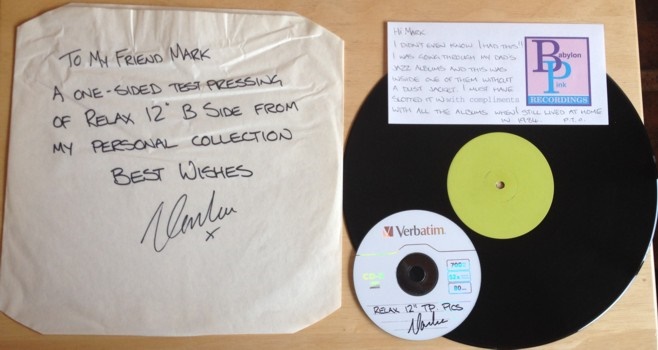 TO MY FRIEND MARK
A ONE-SIDED TEST PRESSING
OF RELAX 12" B SIDE FROM
MY PERSONAL COLLECTION
BEST WISHES
x
Hi MARK
I DIDN'T EVEN KNOW I HAD THIS!!
I WAS GOING THROUGH MY DAD'S
JAZZ ALBUMS AND THIS WAS
INSIDE ONE OF THEM WITHOUT
A DUST JACKET. I MUST HAVE
SLOTTED IT IN with compliments
WITH ALL THE ALBUMS WHEN I STILL LIVED AT HOME
IN 1984. P.T.O.
Babylon
Pink
RECORDINGS
Verbatim
RELAX 12" TP PICS